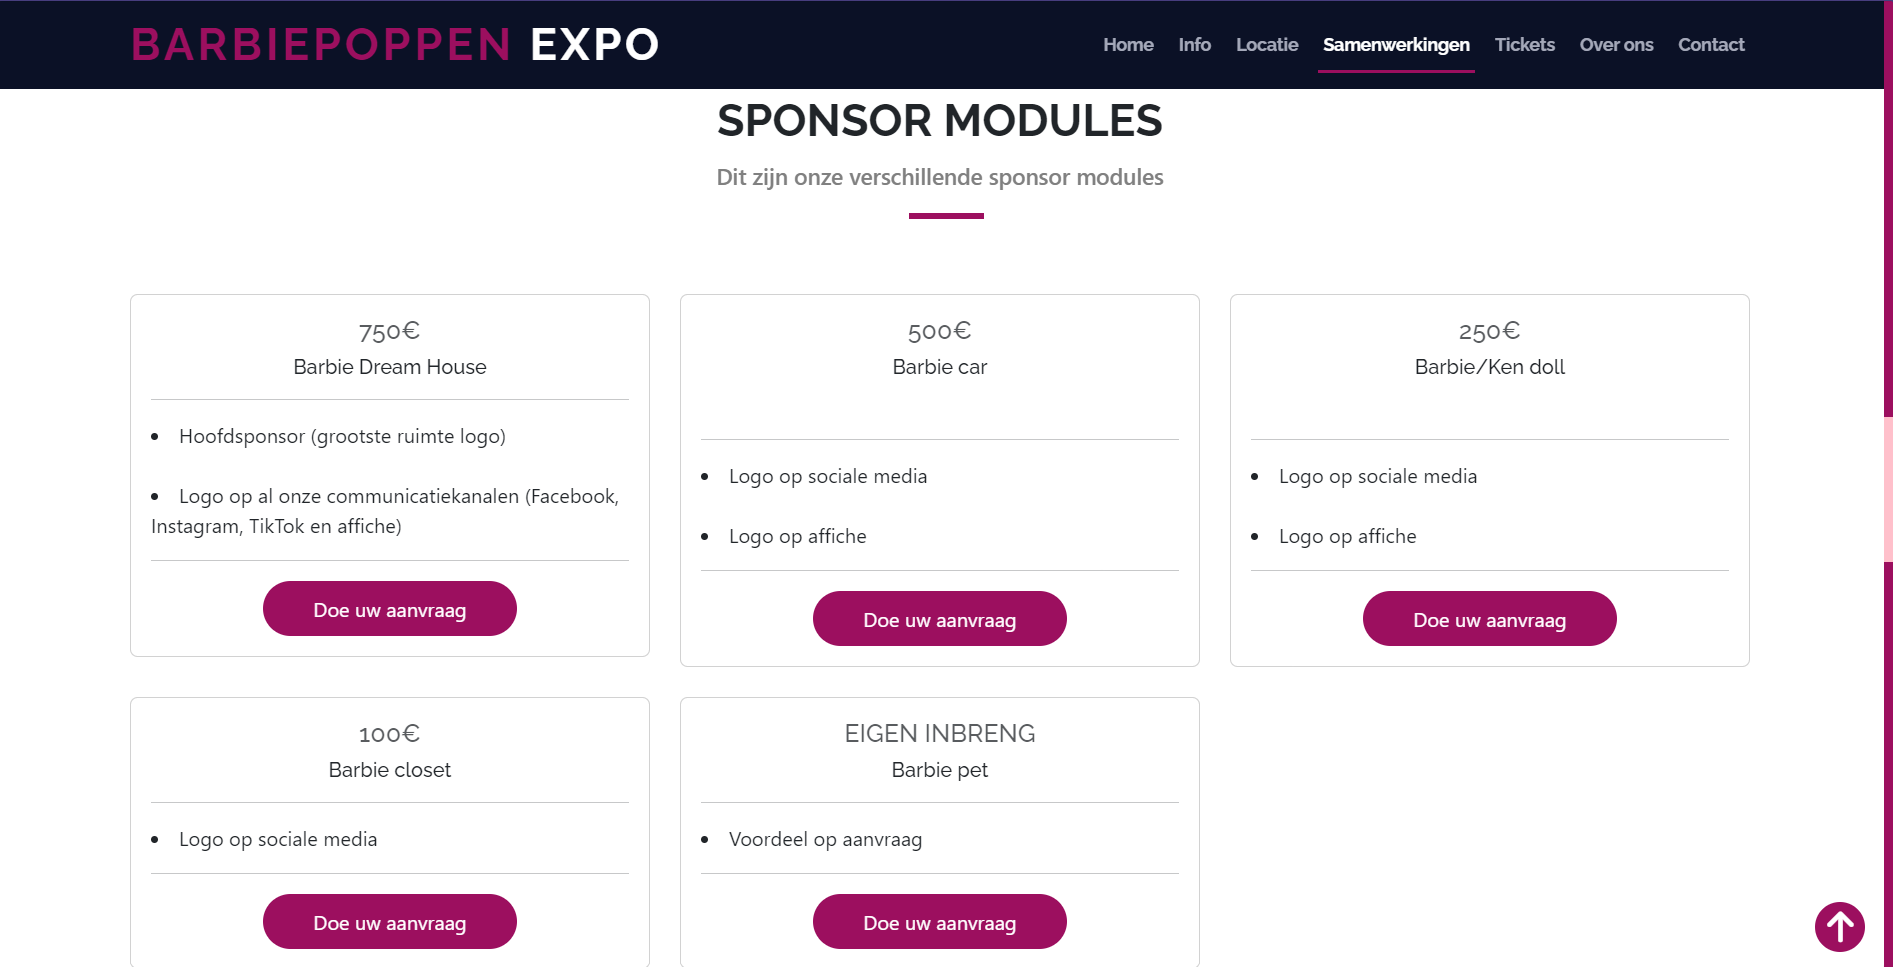 BARBIEPOPPEN EXPO
Home Info Locatie Samenwerkingen Tickets Over ons Contact
SPONSOR MODULES
Dit zijn onze verschillende sponsor modules
750€
Barbie Dream House
• Hoofdsponsor (grootste ruimte logo)
• Logo op al onze communicatiekanalen (Facebook,
Instagram, TikTok en affiche)
Doe uw aanvraag
500€
Barbie car
• Logo op sociale media
• Logo op affiche
Doe uw aanvraag
250€
Barbie/Ken doll
• Logo op sociale media
• Logo op affiche
Doe uw aanvraag
100€
Barbie closet
• Logo op sociale media
Doe uw aanvraag
EIGEN INBRENG
Barbie pet
• Voordeel op aanvraag
Doe uw aanvraag